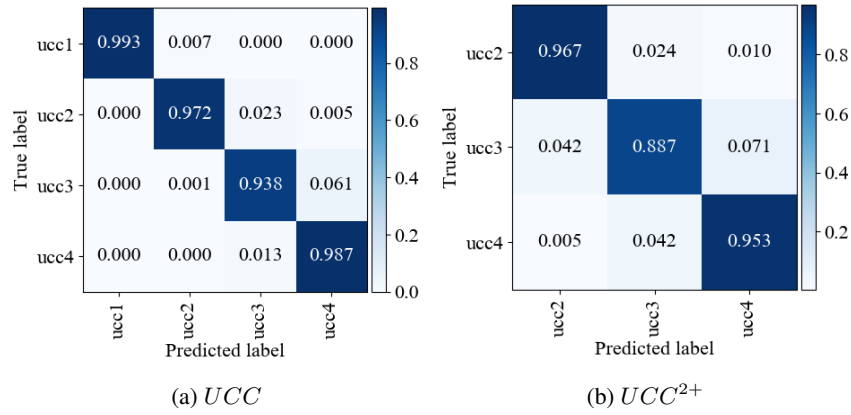 ucc1 0.993 0.007 0.000 0.000
ucc2 0.000 0.972 0.023 0.005
ucc3 0.000 0.001 0.938 0.061
ucc4 0.000 0.000 0.013 0.987
True label
ucc1 ucc2 ucc3 ucc4
Predicted label
0.8
0.6
0.4
0.2
0.0
(a) UCC
ucc2 0.967 0.024 0.010
ucc3 0.042 0.887 0.071
ucc4 0.005 0.042 0.953
True label
ucc2 ucc3 ucc4
Predicted label
0.8
0.6
0.4
0.2
(b) UCC²⁺